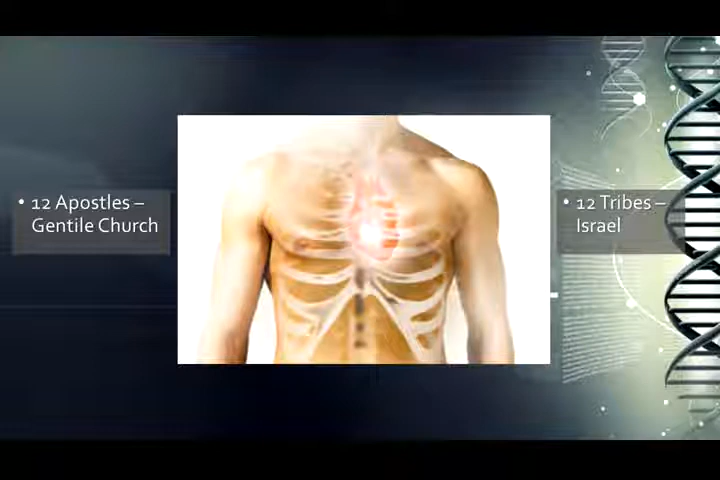 • 12 Apostles –
Gentile Church
• 12 Tribes –
Israel